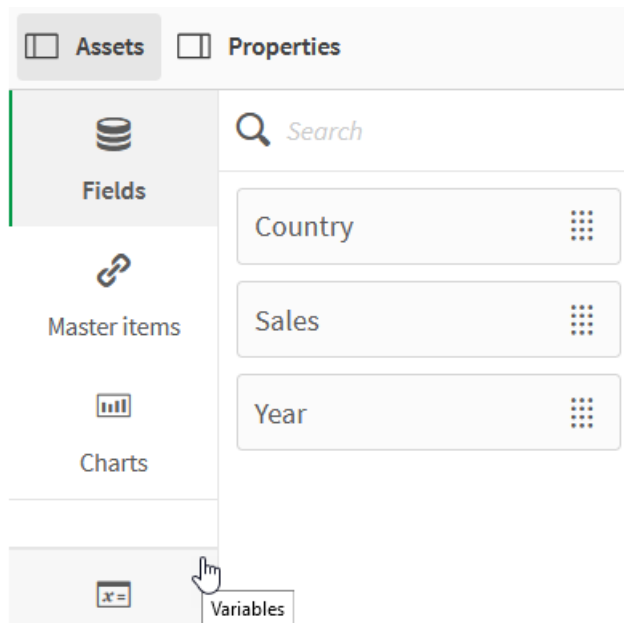 Assets Properties
Fields
Search
Country
Master items
Sales
Year
Charts
x=
Variables